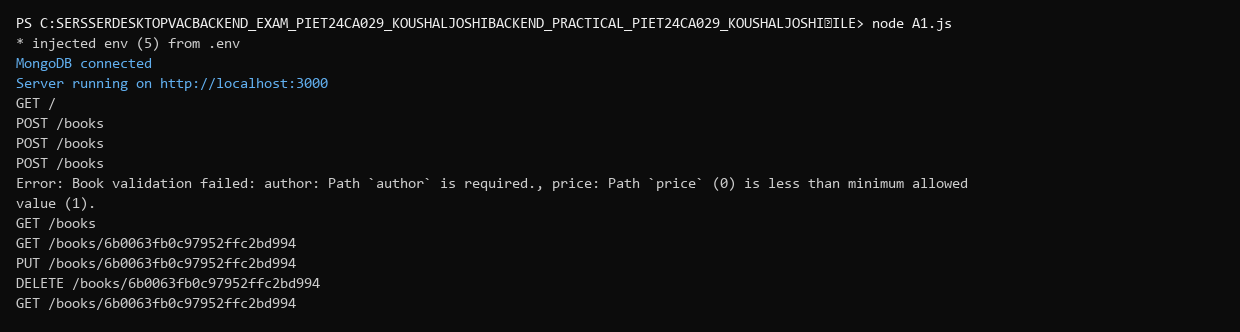 PS C:SERSSERDESKTOPVACBACKEND_EXAM_PIET24CA029_KOUSHALJOSHIBACKEND_PRACTICAL_PIET24CA029_KOUSHALJOSHI▯ILE> node A1.js
* injected env (5) from .env
MongoDB connected
Server running on http://localhost:3000
GET /
POST /books
POST /books
POST /books
Error: Book validation failed: author: Path `author` is required., price: Path `price` (0) is less than minimum allowed
value (1).
GET /books
GET /books/6b0063fb0c97952ffc2bd994
PUT /books/6b0063fb0c97952ffc2bd994
DELETE /books/6b0063fb0c97952ffc2bd994
GET /books/6b0063fb0c97952ffc2bd994